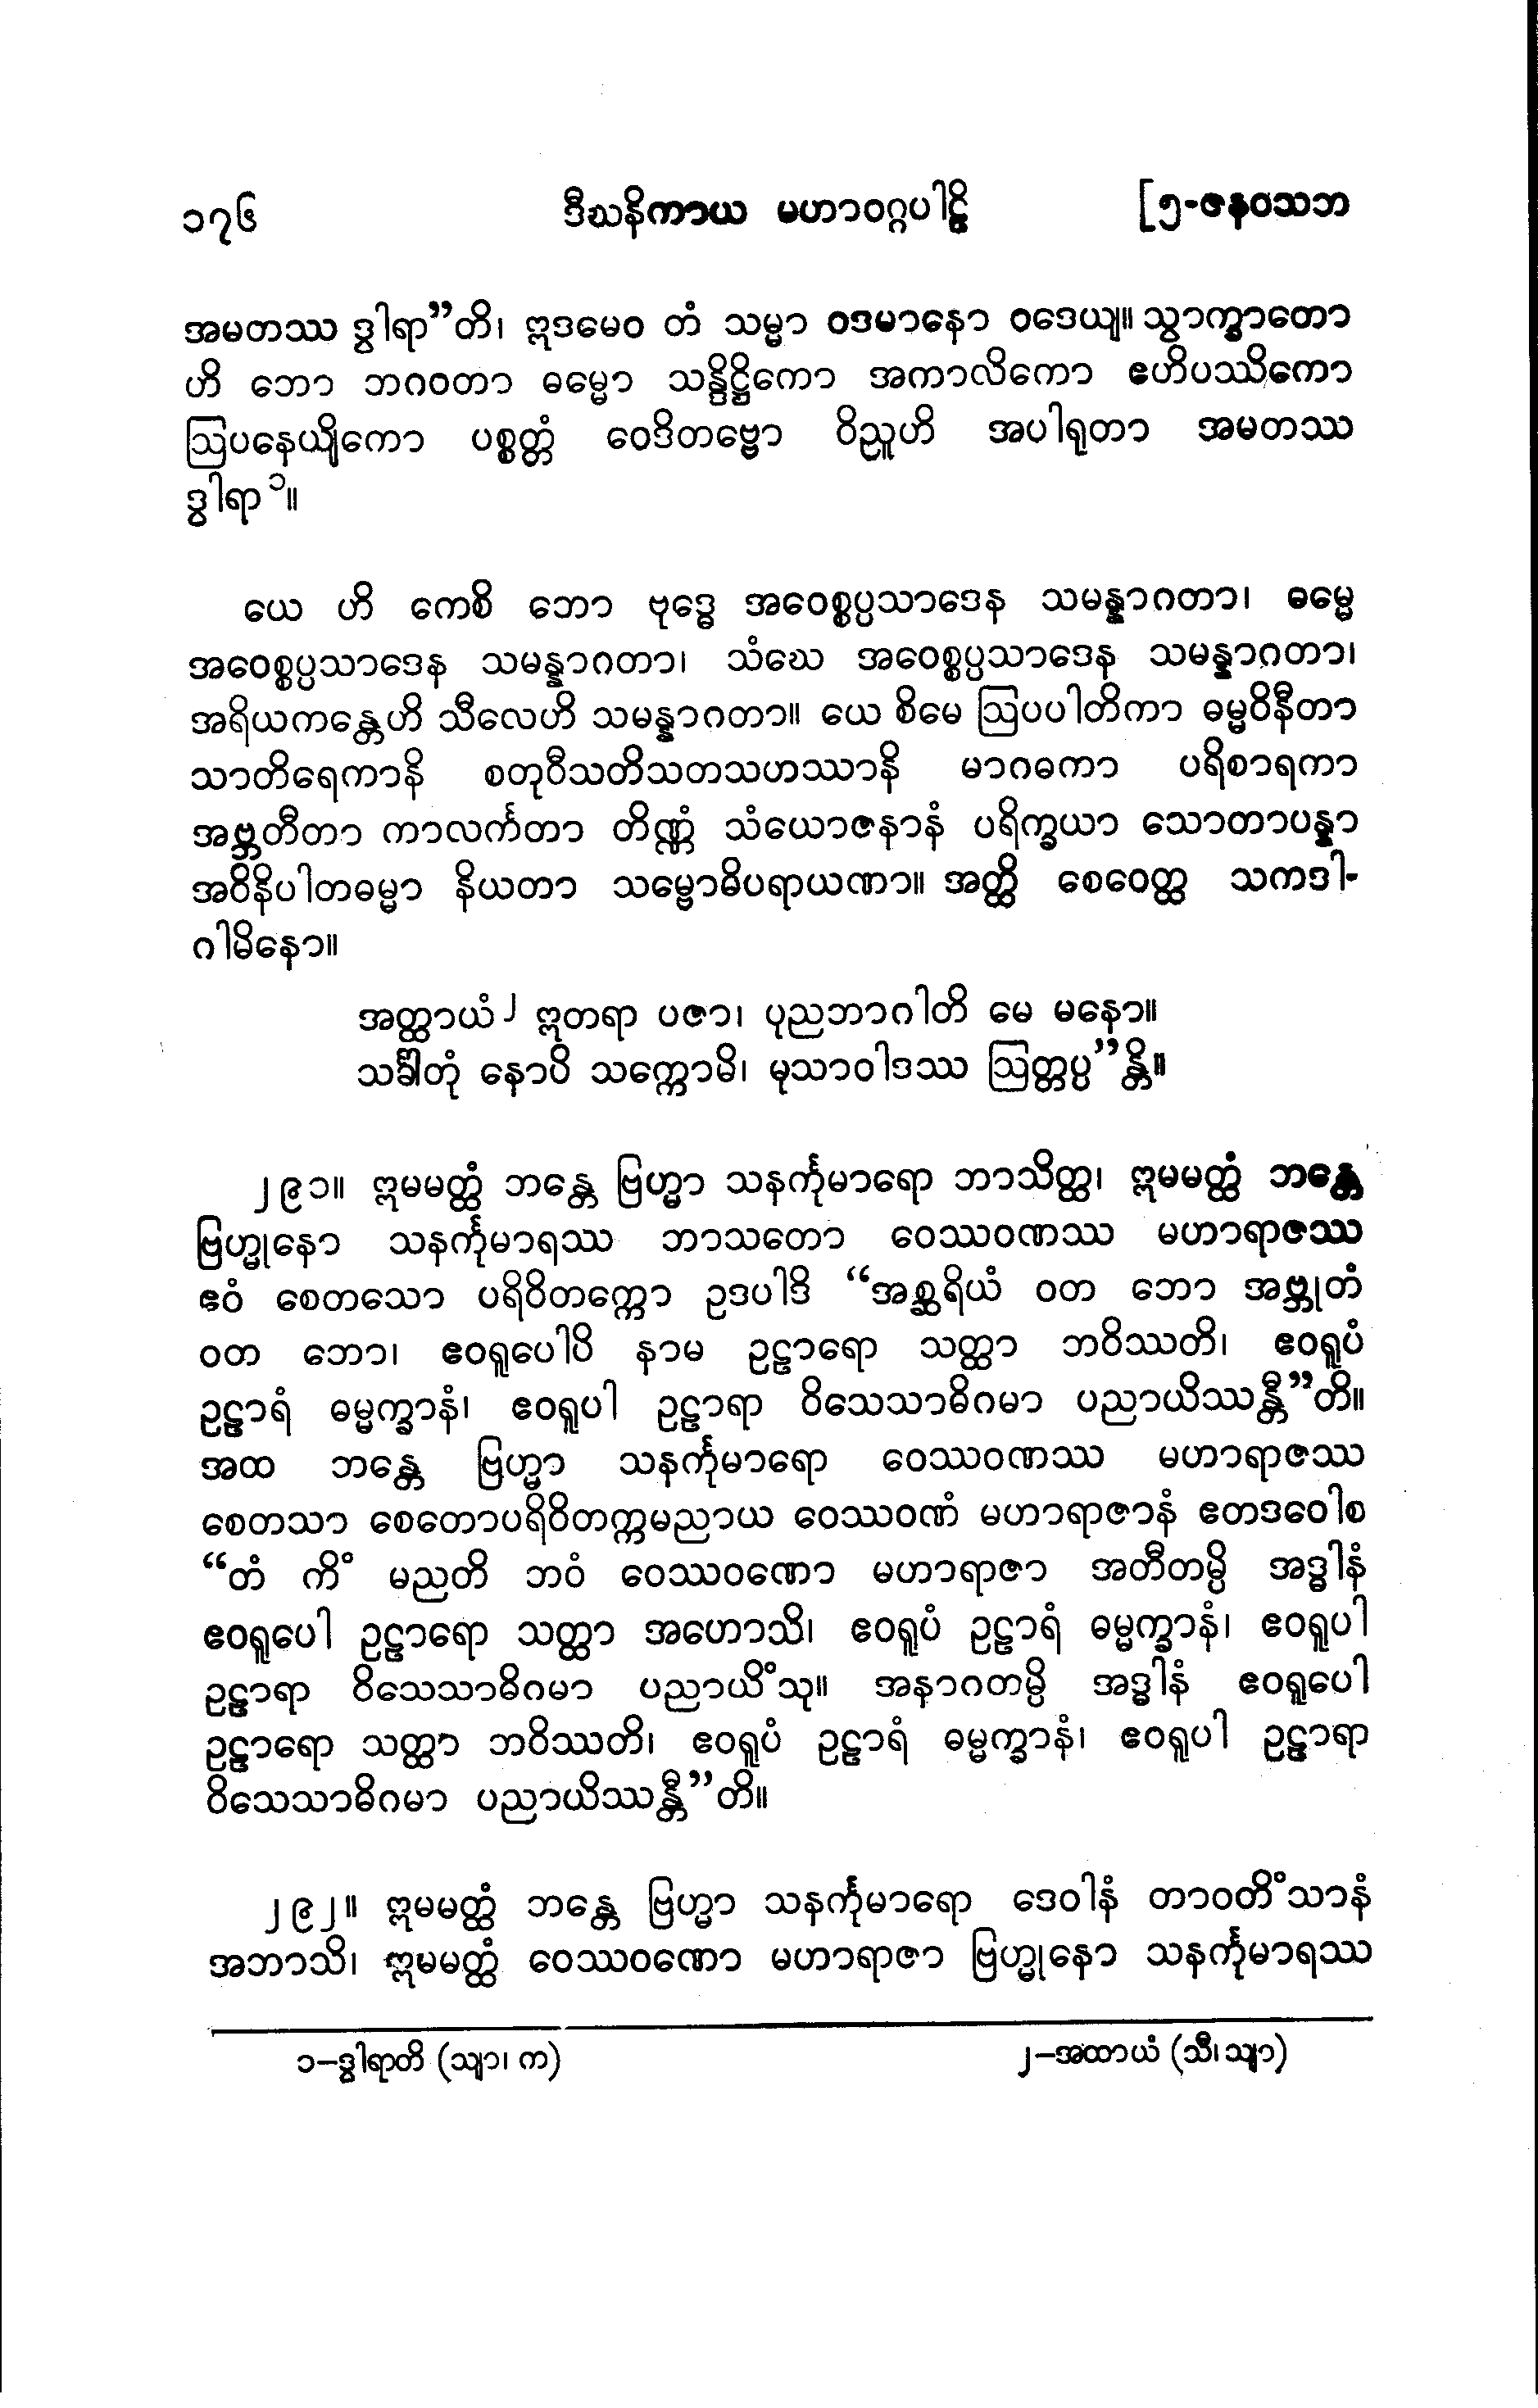 ၁၇၆ ဒီဃနိကာယ မဟာဝဂ္ဂပါဠိ [၅-ဇနဝသဘ
အမတဿ ဒွါရာ”တိ၊ ဣဒမေဝ တံ သမ္မာ ဝဒမာနော ဝဒေယျ။ သွာက္ခာတော
ဟိ ဘော ဘဂဝတာ ဓမ္မော သန္ဒိဋ္ဌိကော အကာလိကော ဧဟိပဿိကော
ဩပနေယျိကော ပစ္စတ္တံ ဝေဒိတဗ္ဗော ဝိညူဟိ အပါရုတာ အမတဿ
ဒွါရာ၁။
ယေ ဟိ ကေစိ ဘော ဗုဒ္ဓေ အဝေစ္စပ္ပသာဒေန သမန္နာဂတာ၊ ဓမ္မေ
အဝေစ္စပ္ပသာဒေန သမန္နာဂတာ၊ သံဃေ အဝေစ္စပ္ပသာဒေန သမန္နာဂတာ၊
အရိယကန္တေဟိ သီလေဟိ သမန္နာဂတာ။ ယေ စိမေ ဩပပါတိကာ ဓမ္မဝိနီတာ
သာတိရေကာနိ စတုဝီသတိသတသဟဿာနိ မာဂဓကာ ပရိစာရကာ
အဗ္ဘတီတာ ကာလင်္ကတာ တိဏ္ဏံ သံယောဇနာနံ ပရိက္ခယာ သောတာပန္နာ
အဝိနိပါတဓမ္မာ နိယတာ သမ္ဗောဓိပရာယဏာ။ အတ္ထိ စေဝေတ္ထ သကဒါ-
ဂါမိနော။
အတ္ထာယံ၂ ဣတရာ ပဇာ၊ ပုညဘာဂါတိ မေ မနော။
သင်္ခါတုံ နောပိ သက္ကောမိ၊ မုသာဝါဒဿ ဩတ္တပ္ပ”န္တိ။
၂၉၁။ ဣမမတ္ထံ ဘန္တေ ဗြဟ္မာ သနင်္ကုမာရော ဘာသိတ္ထ၊ ဣမမတ္ထံ ဘန္တေ
ဗြဟ္မုနော သနင်္ကုမာရဿ ဘာသတော ဝေဿဝဏဿ မဟာရာဇဿ
ဧဝံ စေတသော ပရိဝိတက္ကော ဥဒပါဒိ “အစ္ဆရိယံ ဝတ ဘော အဗ္ဘုတံ
ဝတ ဘော၊ ဧဝရူပေါပိ နာမ ဥဠာရော သတ္ထာ ဘဝိဿတိ၊ ဧဝရူပံ
ဥဠာရံ ဓမ္မက္ခာနံ၊ ဧဝရူပါ ဥဠာရာ ဝိသေသာဓိဂမာ ပညာယိဿန္တီ”တိ။
အထ ဘန္တေ ဗြဟ္မာ သနင်္ကုမာရော ဝေဿဝဏဿ မဟာရာဇဿ
စေတသာ စေတောပရိဝိတက္ကမညာယ ဝေဿဝဏံ မဟာရာဇာနံ ဧတဒဝေါစ
“တံ ကိံ မညတိ ဘဝံ ဝေဿဝဏော မဟာရာဇာ အတီတမ္ပိ အဒ္ဓါနံ
ဧဝရူပေါ ဥဠာရော သတ္ထာ အဟောသိ၊ ဧဝရူပံ ဥဠာရံ ဓမ္မက္ခာနံ၊ ဧဝရူပါ
ဥဠာရာ ဝိသေသာဓိဂမာ ပညာယိံသု။ အနာဂတမ္ပိ အဒ္ဓါနံ ဧဝရူပေါ
ဥဠာရော သတ္ထာ ဘဝိဿတိ၊ ဧဝရူပံ ဥဠာရံ ဓမ္မက္ခာနံ၊ ဧဝရူပါ ဥဠာရာ
ဝိသေသာဓိဂမာ ပညာယိဿန္တီ”တိ။
၂၉၂။ ဣမမတ္ထံ ဘန္တေ ဗြဟ္မာ သနင်္ကုမာရော ဒေဝါနံ တာဝတိံသာနံ
အဘာသိ၊ ဣမမတ္ထံ ဝေဿဝဏော မဟာရာဇာ ဗြဟ္မုနော သနင်္ကုမာရဿ
၁-ဒွါရာတိ (သျာ၊ က) ၂-အထာယံ (သီ၊ သျာ)